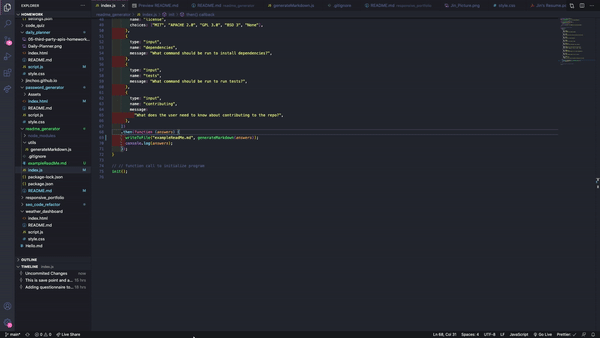 EXPLORER
HOMEWORK
code_quiz
daily_planner
05-third-party-apis-homework...
Daily-Planner.png
index.html
README.md
script.js
style.css
jimchoo.github.io
password_generator
Assets
index.html
README.md
script.js
style.css
readme_generator
node_modules
utils
generateMarkdown.js
.gitignore
exampleReadMe.md
index.js
package-lock.json
package.json
README.md
responsive_portfolio
seo_code_refactor
weather_dashboard
index.html
README.md
script.js
style.css
Hello.md
OUTLINE
TIMELINE index.js
Uncommitted Changes now
This is save point and a... 15 hrs
Adding questionnaire to...
index.js
Preview README.md
README.md
generateMarkdown.js
.gitignore
README.md
style.css
name: "license",
choices: ["MIT", "APACHE 2.0", "GPL 3.0", "BSD 3", "None"],
},
{
type: "input",
name: "dependencies",
message: "What command should be run to install dependencies?",
},
{
type: "input",
name: "tests",
message: "What command should be run to run tests?",
},
{
type: "input",
name: "contributing",
message:
"What does the user need to know about contributing to the repo?",
},
])
.then(function (answers) {
writeToFile("exampleReadMe.md", generateMarkdown(answers));
console.log(answers);
});
}
// function call to initialize program
init();
main*
0 0
Live Share
Ln 68, Col 31
Spaces: 4
UTF-8
LF
JavaScript
Go Live
Prettier